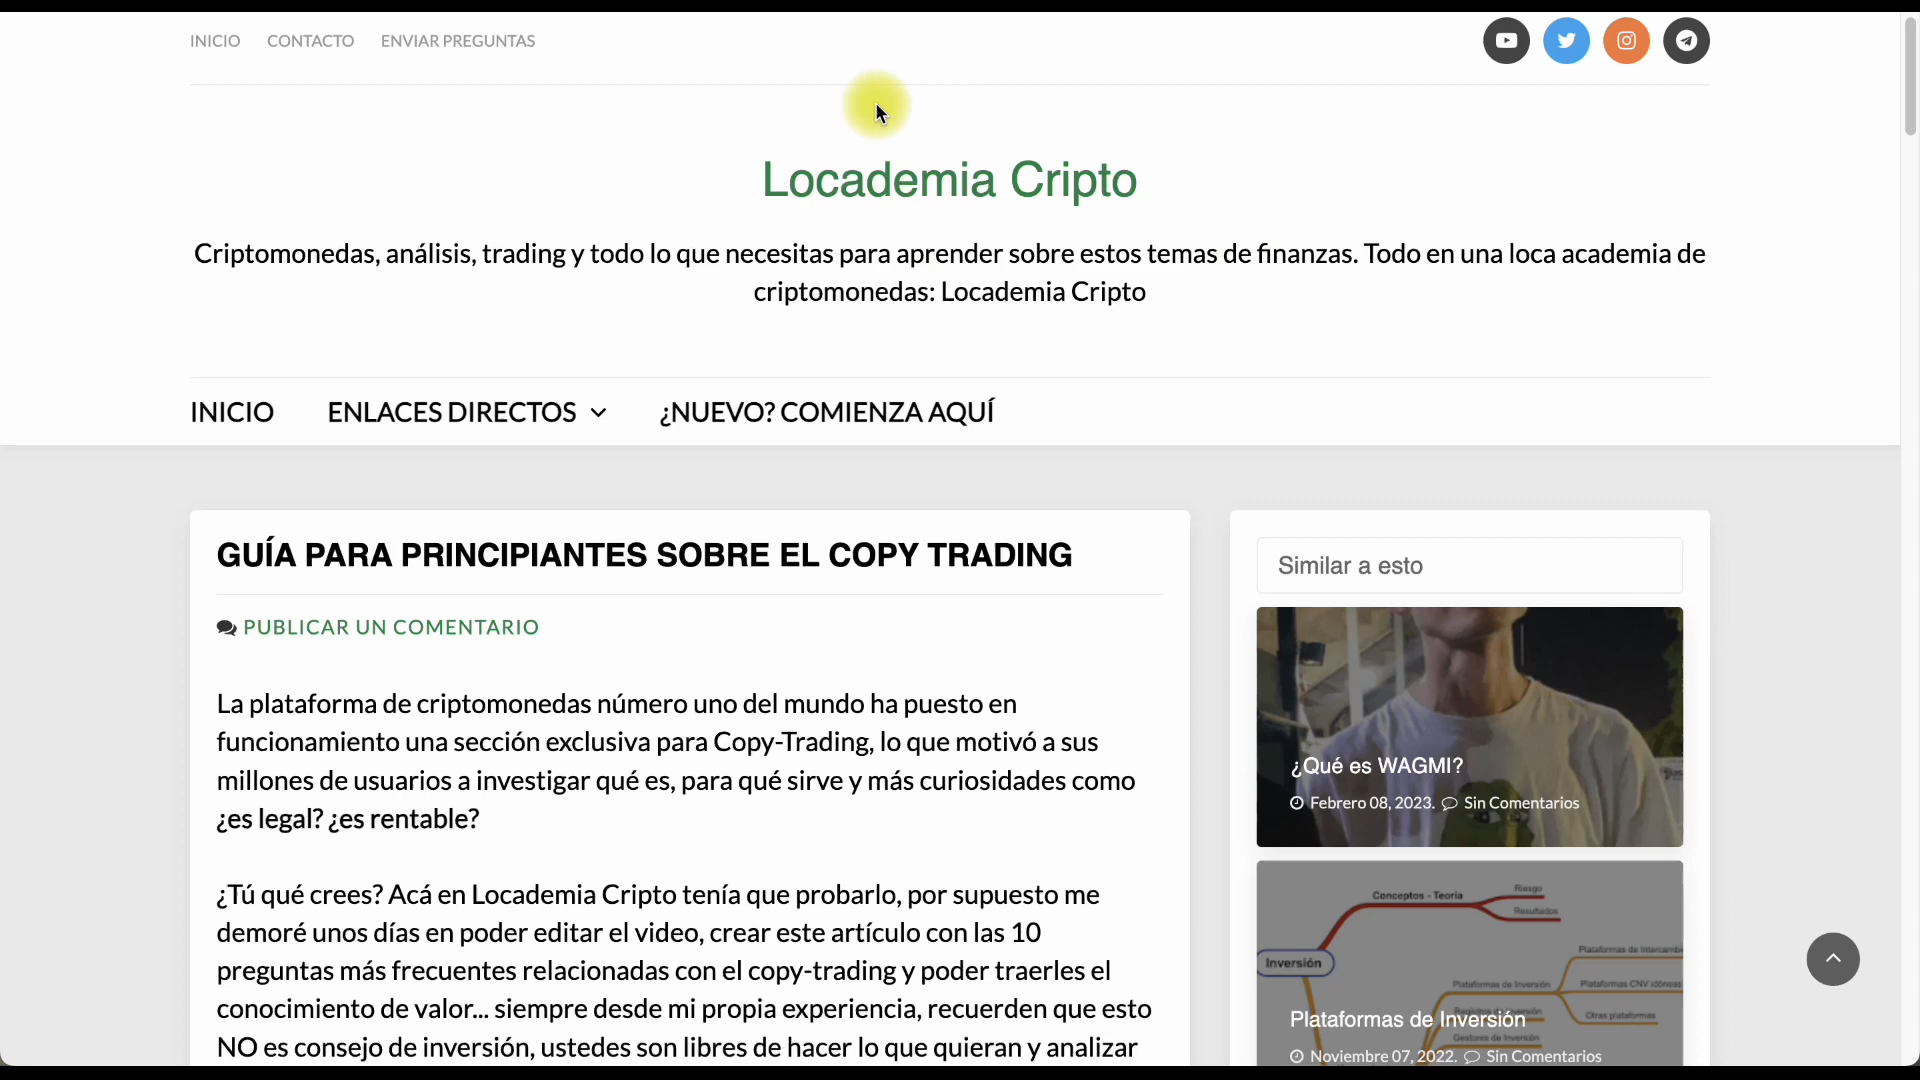 INICIO CONTACTO ENVIAR PREGUNTAS
Locademia Cripto
Criptomonedas, análisis, trading y todo lo que necesitas para aprender sobre estos temas de finanzas. Todo en una loca academia de
criptomonedas: Locademia Cripto
INICIO ENLACES DIRECTOS ¿NUEVO? COMIENZA AQUÍ
GUÍA PARA PRINCIPIANTES SOBRE EL COPY TRADING
PUBLICAR UN COMENTARIO
La plataforma de criptomonedas número uno del mundo ha puesto en
funcionamiento una sección exclusiva para Copy-Trading, lo que motivó a sus
millones de usuarios a investigar qué es, para qué sirve y más curiosidades como
¿es legal? ¿es rentable?
¿Tú qué crees? Acá en Locademia Cripto tenía que probarlo, por supuesto me
demoré unos días en poder editar el video, crear este artículo con las 10
preguntas más frecuentes relacionadas con el copy-trading y poder traerles el
conocimiento de valor... siempre desde mi propia experiencia, recuerden que esto
NO es consejo de inversión, ustedes son libres de hacer lo que quieran y analizar
Similar a esto
¿Qué es WAGMI?
Febrero 08, 2023. Sin Comentarios
Conceptos - Teoría
Riesgo
Resultados
Inversión
Plataformas de Intercambi
Plataformas de Inversión
Plataformas CNV idóneas
Otras plataformas
Plataformas de Inversión
Gestores de Inversión
Noviembre 07, 2022. Sin Comentarios